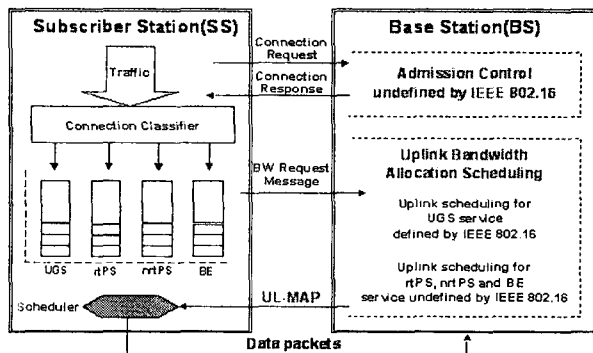 Subscriber Station(SS)
Traffic
Connection Classifier
UGS rtPS nrtPS BE
Scheduler
Connection
Request
Connection
Response
BW Request
Message
UL-MAP
Data packets
Base Station(BS)
Admission Control
undefined by IEEE 802.16
Uplink Bandwidth
Allocation Scheduling
Uplink scheduling for
UGS service
defined by IEEE 802.16
Uplink scheduling for
rtPS, nrtPS and BE
service undefined by IEEE 802.16